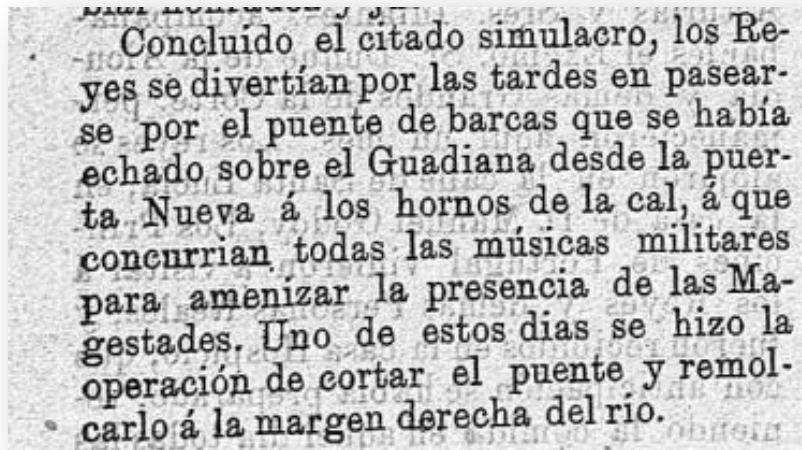 Concluido el citado simulacro, los Re-
yes se divertían por las tardes en pasear-
se por el puente de barcas que se había
echado sobre el Guadiana desde la puer-
ta Nueva á los hornos de la cal, á que
concurrian todas las músicas militares
para amenizar la presencia de las Ma-
gestades. Uno de estos dias se hizo la
operación de cortar el puente y remol-
carlo á la margen derecha del rio.